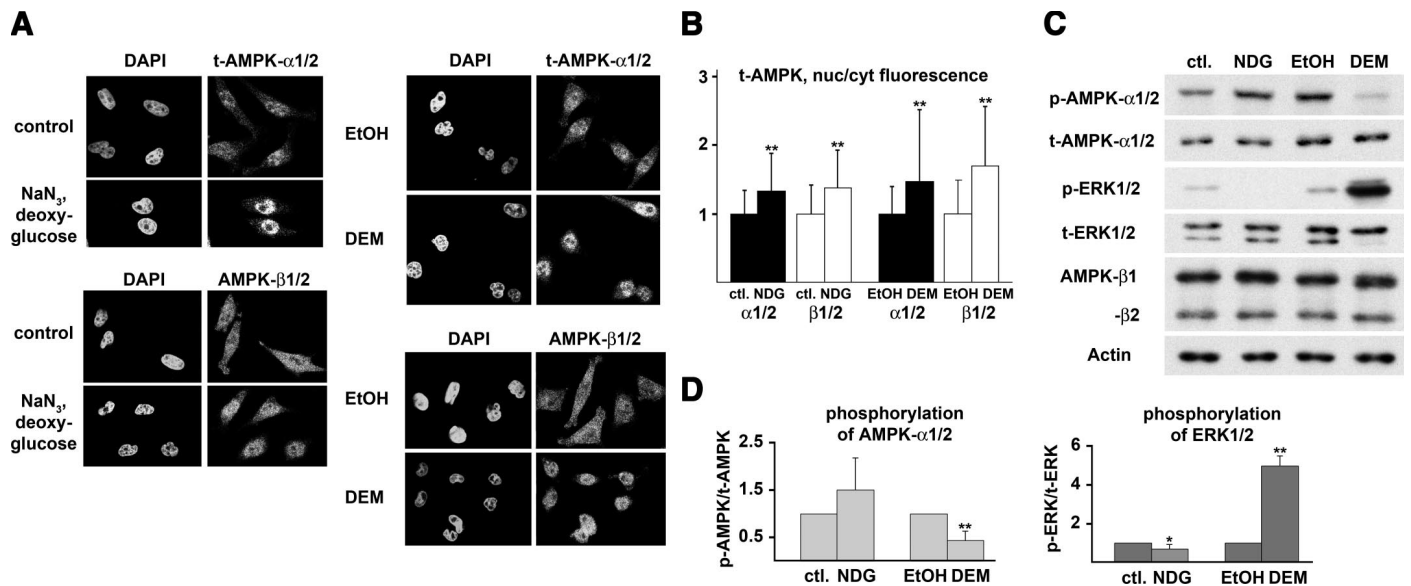 A
DAPI t-AMPK-α1/2
control
NaN₃,
deoxy-
glucose
DAPI AMPK-β1/2
control
NaN₃,
deoxy-
glucose
DAPI t-AMPK-α1/2
EtOH
DEM
DAPI AMPK-β1/2
EtOH
DEM
B
t-AMPK, nuc/cyt fluorescence
3
2
1
** ** ** **
ctl. NDG ctl. NDG EtOH DEM EtOH DEM
α1/2 β1/2 α1/2 β1/2
C
ctl. NDG EtOH DEM
p-AMPK-α1/2
t-AMPK-α1/2
p-ERK1/2
t-ERK1/2
AMPK-β1
-β2
Actin
D
phosphorylation
of AMPK-α1/2
p-AMPK/t-AMPK
2.5
1.5
0.5
**
ctl. NDG EtOH DEM
phosphorylation
of ERK1/2
p-ERK/t-ERK
6
4
2
* **
ctl. NDG EtOH DEM